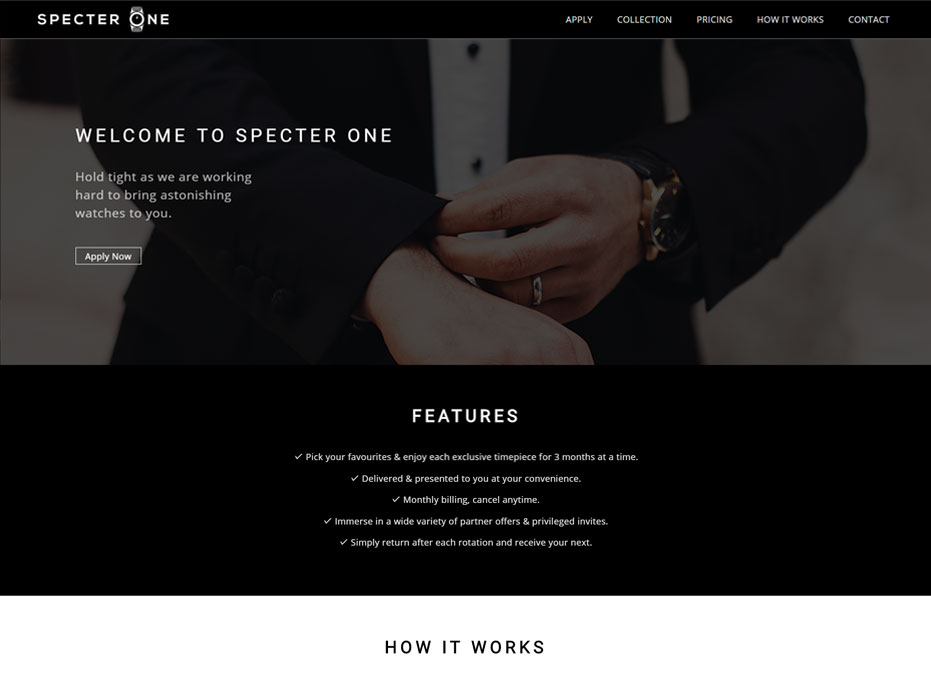 SPECTER ONE
APPLY
COLLECTION
PRICING
HOW IT WORKS
CONTACT
WELCOME TO SPECTER ONE
Hold tight as we are working
hard to bring astonishing
watches to you.
Apply Now
FEATURES
✓ Pick your favourites & enjoy each exclusive timepiece for 3 months at a time.
✓ Delivered & presented to you at your convenience.
✓ Monthly billing, cancel anytime.
✓ Immerse in a wide variety of partner offers & privileged invites.
✓ Simply return after each rotation and receive your next.
HOW IT WORKS